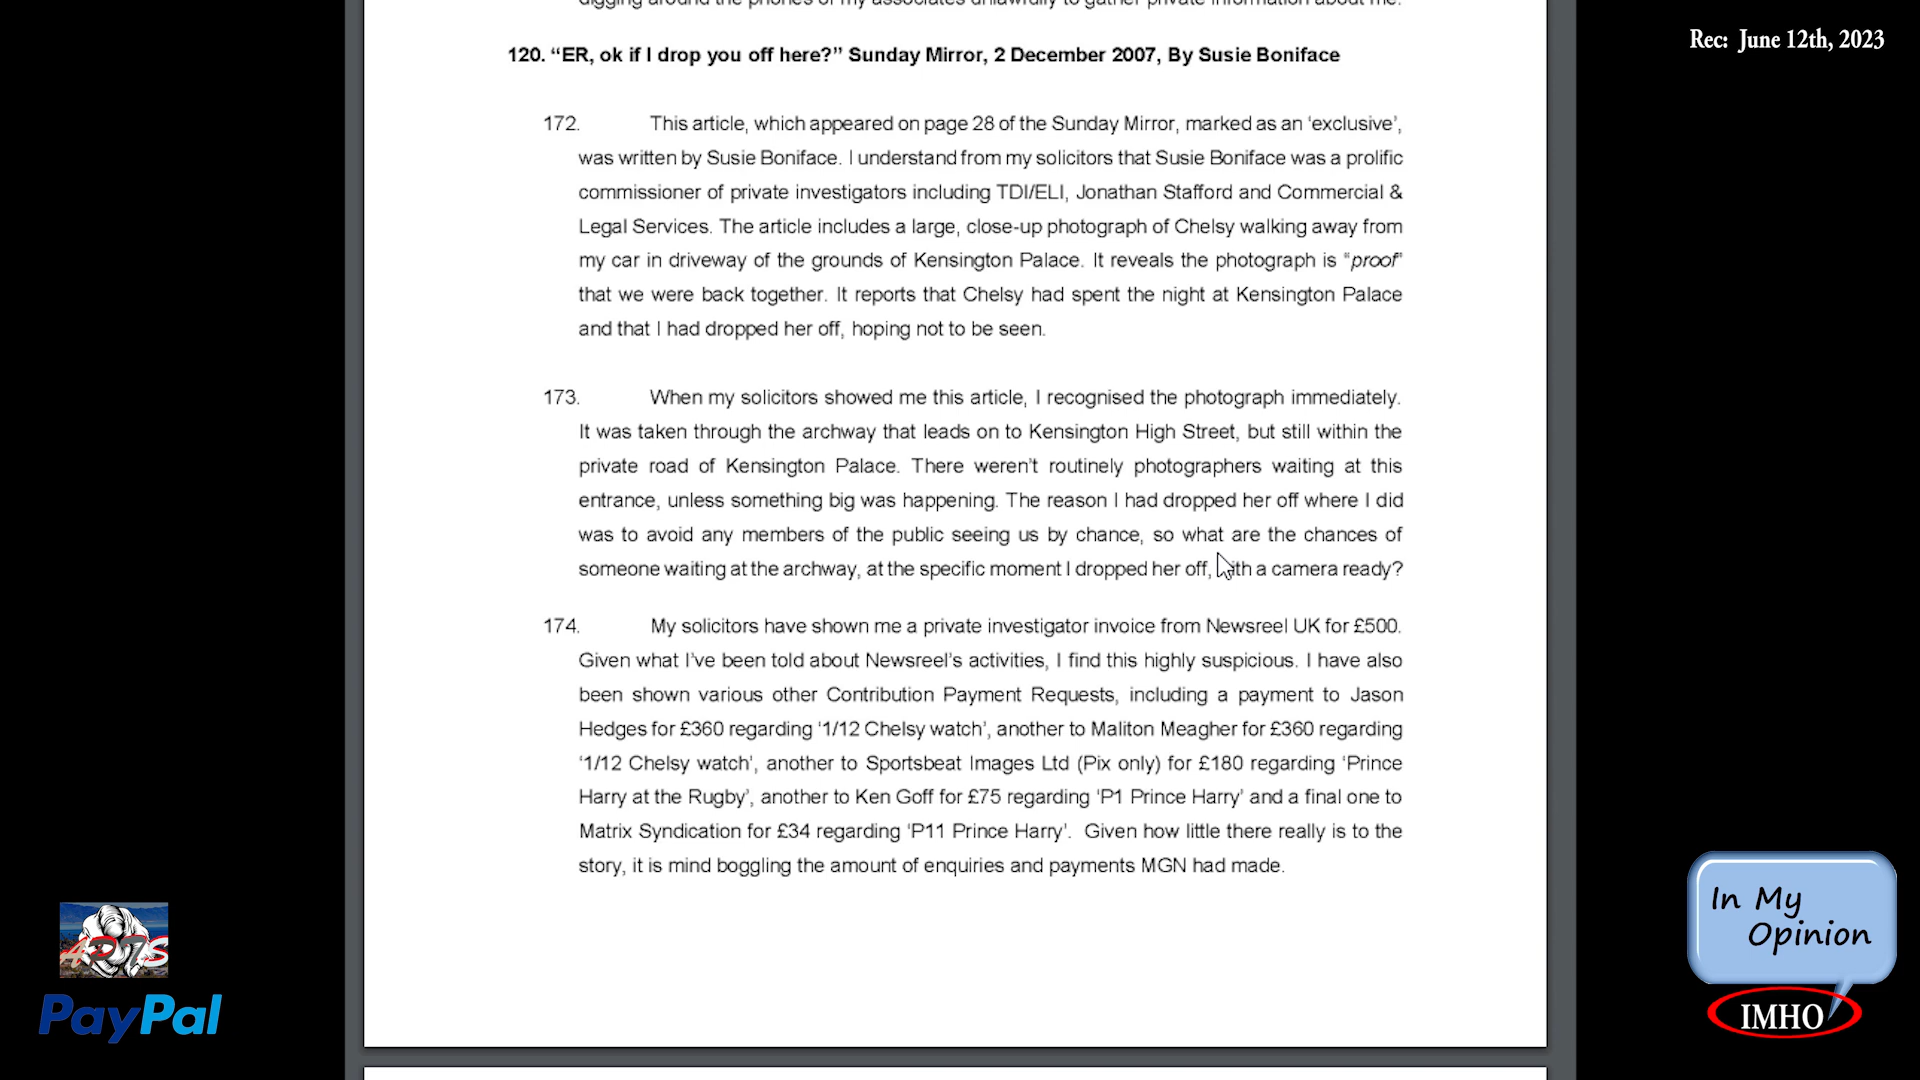 digging around the phones of my associates unlawfully to gather private information about me.
Rec: June 12th, 2023
120. “ER, ok if I drop you off here?” Sunday Mirror, 2 December 2007, By Susie Boniface
172. This article, which appeared on page 28 of the Sunday Mirror, marked as an ‘exclusive’,
was written by Susie Boniface. I understand from my solicitors that Susie Boniface was a prolific
commissioner of private investigators including TDI/ELI, Jonathan Stafford and Commercial &
Legal Services. The article includes a large, close-up photograph of Chelsy walking away from
my car in driveway of the grounds of Kensington Palace. It reveals the photograph is “proof”
that we were back together. It reports that Chelsy had spent the night at Kensington Palace
and that I had dropped her off, hoping not to be seen.
173. When my solicitors showed me this article, I recognised the photograph immediately.
It was taken through the archway that leads on to Kensington High Street, but still within the
private road of Kensington Palace. There weren’t routinely photographers waiting at this
entrance, unless something big was happening. The reason I had dropped her off where I did
was to avoid any members of the public seeing us by chance, so what are the chances of
someone waiting at the archway, at the specific moment I dropped her off, with a camera ready?
174. My solicitors have shown me a private investigator invoice from Newsreel UK for £500.
Given what I’ve been told about Newsreel’s activities, I find this highly suspicious. I have also
been shown various other Contribution Payment Requests, including a payment to Jason
Hedges for £360 regarding ‘1/12 Chelsy watch’, another to Maliton Meagher for £360 regarding
‘1/12 Chelsy watch’, another to Sportsbeat Images Ltd (Pix only) for £180 regarding ‘Prince
Harry at the Rugby’, another to Ken Goff for £75 regarding ‘P1 Prince Harry’ and a final one to
Matrix Syndication for £34 regarding ‘P11 Prince Harry’. Given how little there really is to the
story, it is mind boggling the amount of enquiries and payments MGN had made.
In My
Opinion
IMHO
PayPal